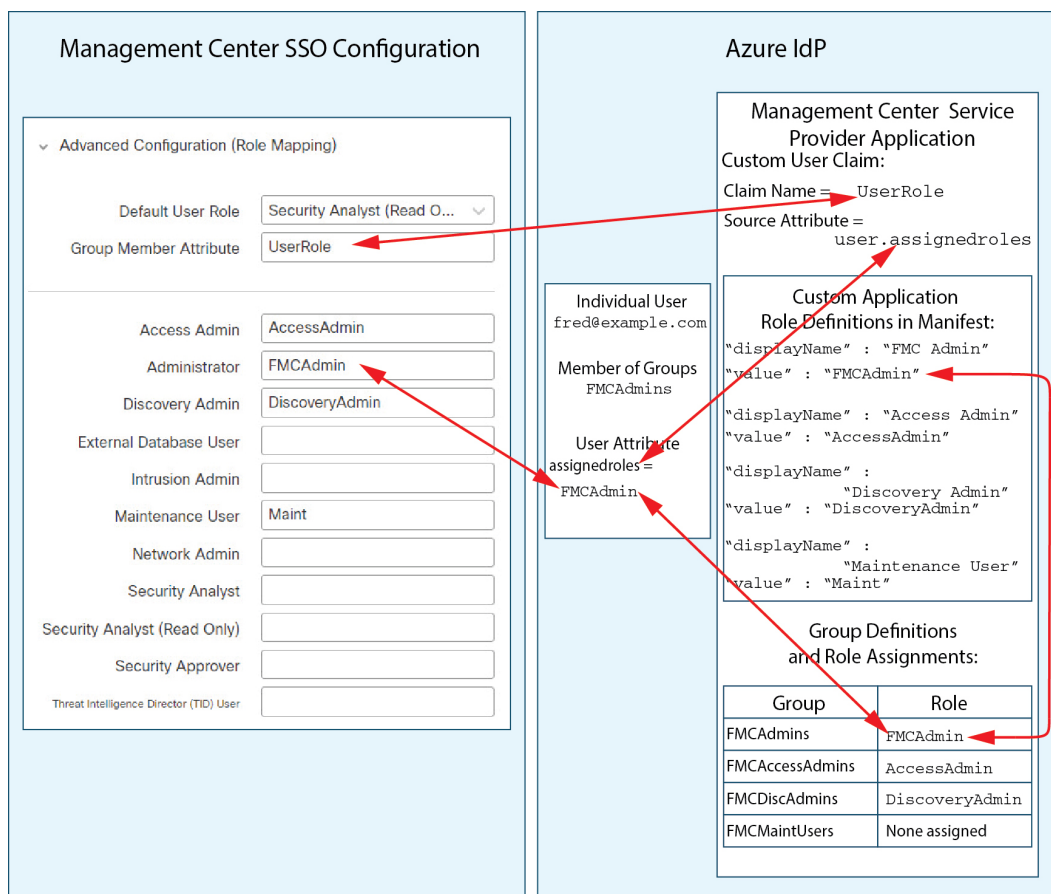 Management Center SSO Configuration
Advanced Configuration (Role Mapping)
Default User Role
Security Analyst (Read O...
Group Member Attribute
UserRole
Access Admin
AccessAdmin
Administrator
FMCAdmin
Discovery Admin
DiscoveryAdmin
External Database User
Intrusion Admin
Maintenance User
Maint
Network Admin
Security Analyst
Security Analyst (Read Only)
Security Approver
Threat Intelligence Director (TID) User
Azure IdP
Individual User
fred@example.com
Member of Groups
FMCAdmins
User Attribute
assignedroles =
FMCAdmin
Management Center Service
Provider Application
Custom User Claim:
Claim Name = UserRole
Source Attribute =
user.assignedroles
Custom Application
Role Definitions in Manifest:
“displayName” : “FMC Admin”
“value” : “FMCAdmin”
“displayName” : “Access Admin”
“value” : “AccessAdmin”
“displayName” :
“Discovery Admin”
“value” : “DiscoveryAdmin”
“displayName” :
“Maintenance User”
“value” : “Maint”
Group Definitions
and Role Assignments:
Group Role
FMCAdmins FMCAdmin
FMCAccessAdmins AccessAdmin
FMCDiscAdmins DiscoveryAdmin
FMCMaintUsers None assigned